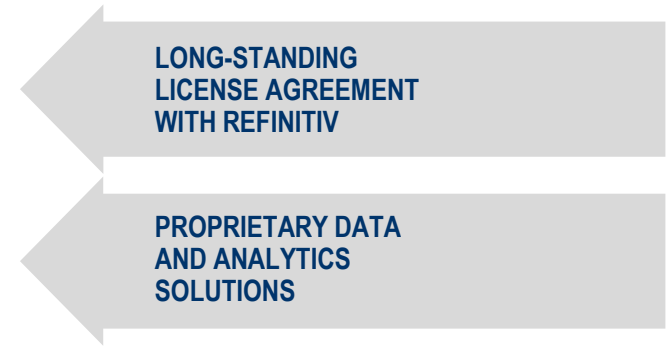 LONG-STANDING
LICENSE AGREEMENT
WITH REFINITIV
PROPRIETARY DATA
AND ANALYTICS
SOLUTIONS